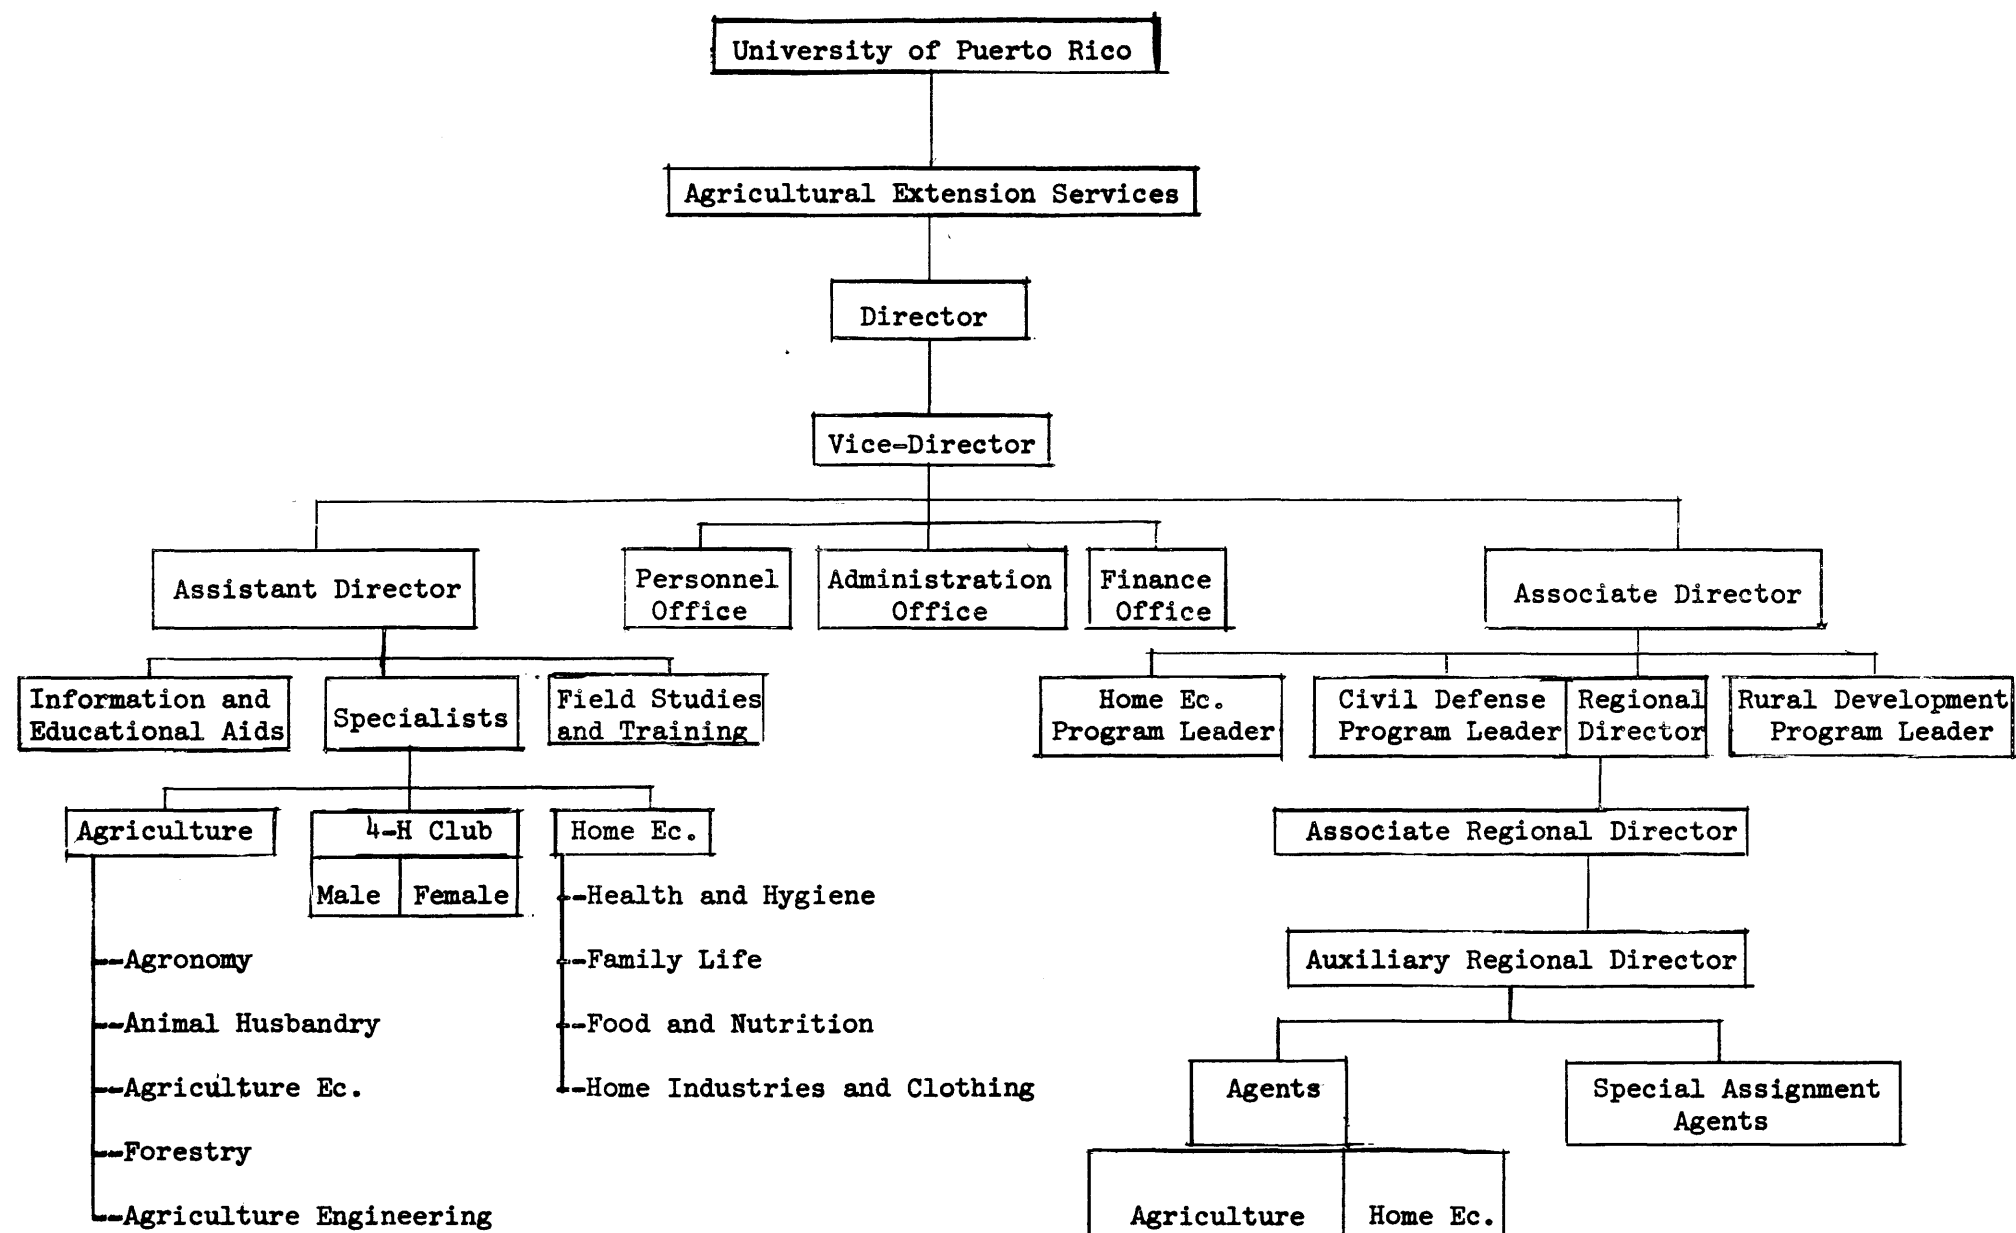 University of Puerto Rico
Agricultural Extension Services
Director
Vice-Director
Assistant Director
Personnel
Office
Administration
Office
Finance
Office
Associate Director
Information and
Educational Aids
Specialists
Field Studies
and Training
Home Ec.
Program Leader
Civil Defense
Program Leader
Regional
Director
Rural Development
Program Leader
Agriculture
4-H Club
Male
Female
Home Ec.
Associate Regional Director
--Health and Hygiene
--Agronomy
--Family Life
Auxiliary Regional Director
--Animal Husbandry
--Food and Nutrition
--Agriculture Ec.
--Home Industries and Clothing
Agents
Special Assignment
Agents
--Forestry
--Agriculture Engineering
Agriculture
Home Ec.